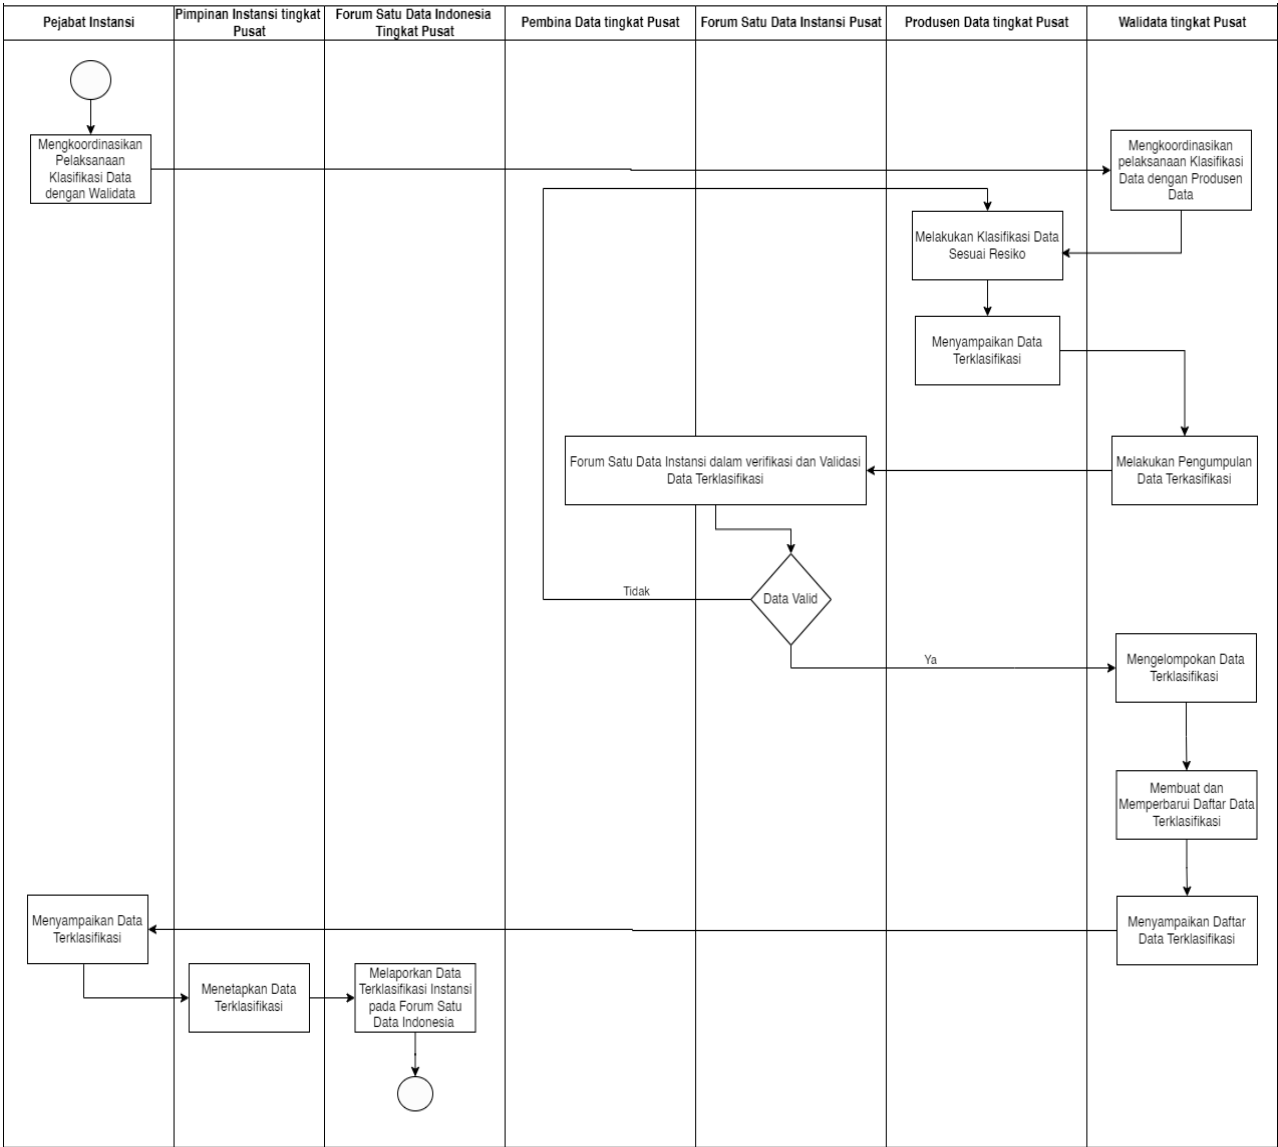 Pejabat Instansi
Pimpinan Instansi tingkat
Pusat
Forum Satu Data Indonesia
Tingkat Pusat
Pembina Data tingkat Pusat
Forum Satu Data Instansi Pusat
Produsen Data tingkat Pusat
Walidata tingkat Pusat
Mengkoordinasikan
Pelaksanaan
Klasifikasi Data
dengan Walidata
Mengkoordinasikan
pelaksanaan Klasifikasi
Data dengan Produsen
Data
Melakukan Klasifikasi Data
Sesuai Resiko
Menyampaikan Data
Terklasifikasi
Forum Satu Data Instansi dalam verifikasi dan Validasi
Data Terklasifikasi
Melakukan Pengumpulan
Data Terkasifikasi
Data Valid
Tidak
Ya
Mengelompokan Data
Terklasifikasi
Membuat dan
Memperbarui Daftar Data
Terklasifikasi
Menyampaikan Daftar
Data Terklasifikasi
Menyampaikan Data
Terklasifikasi
Menetapkan Data
Terklasifikasi
Melaporkan Data
Terklasifikasi Instansi
pada Forum Satu
Data Indonesia